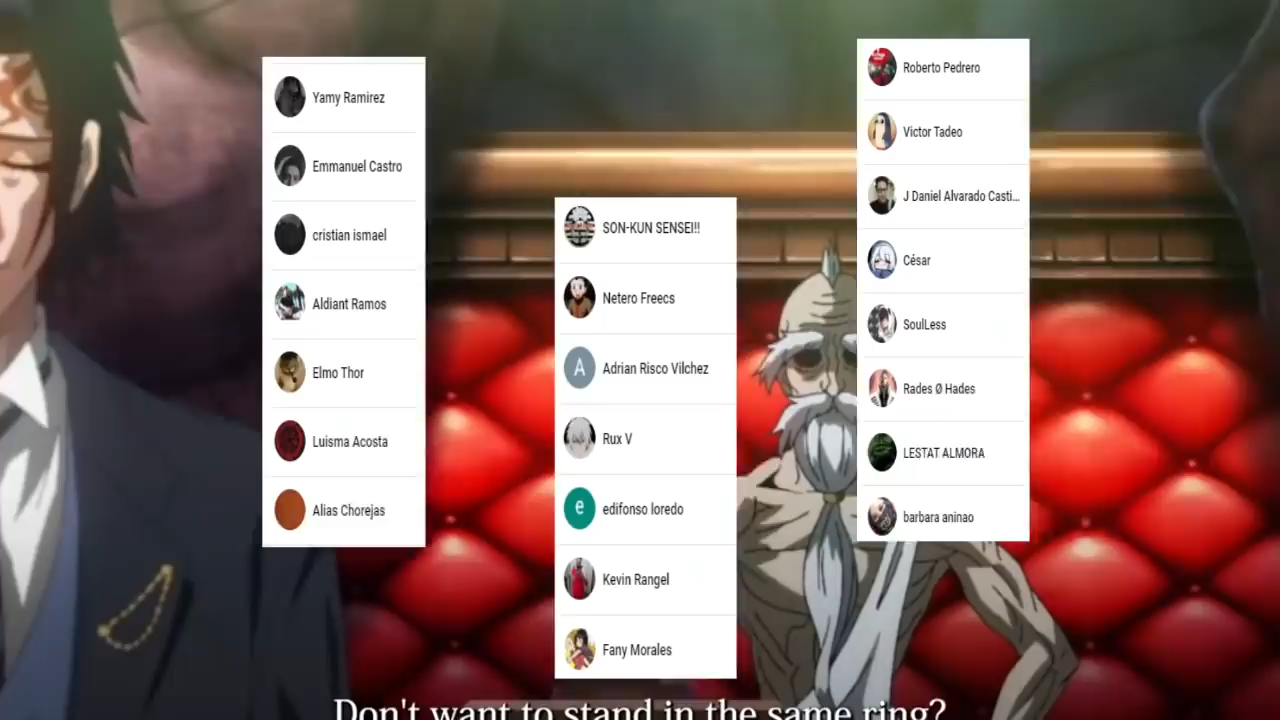 Yamy Ramirez
Emmanuel Castro
cristian ismael
Aldiant Ramos
Elmo Thor
Luisma Acosta
Alias Chorejas
SON-KUN SENSEI!!
Netero Freecs
A
Adrian Risco Vilchez
Rux V
e
edifonso loredo
Kevin Rangel
Fany Morales
Roberto Pedrero
Victor Tadeo
J Daniel Alvarado Casti...
César
SoulLess
Rades Ø Hades
LESTAT ALMORA
barbara aninao
Don't want to stand in the same ring?